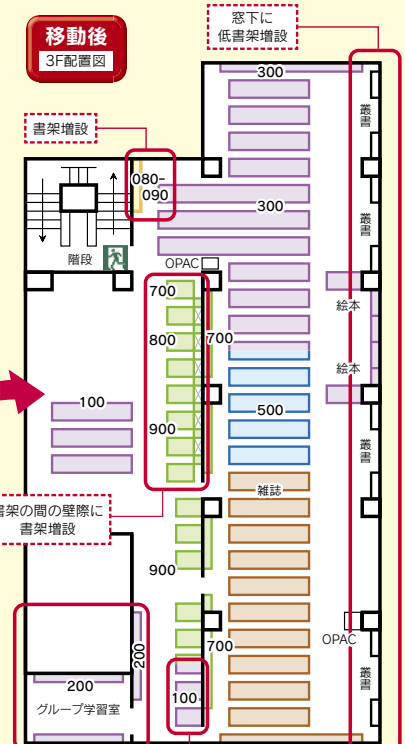 移動後
3F配置図
窓下に
低書架増設
300
叢書
書架増設
080-
090
300
叢書
階段
OPAC
700
絵本
800
700
絵本
100
900
500
叢書
雑誌
書架の間の壁際に
書架増設
900
200
700
OPAC
200
100
叢書
グループ学習室